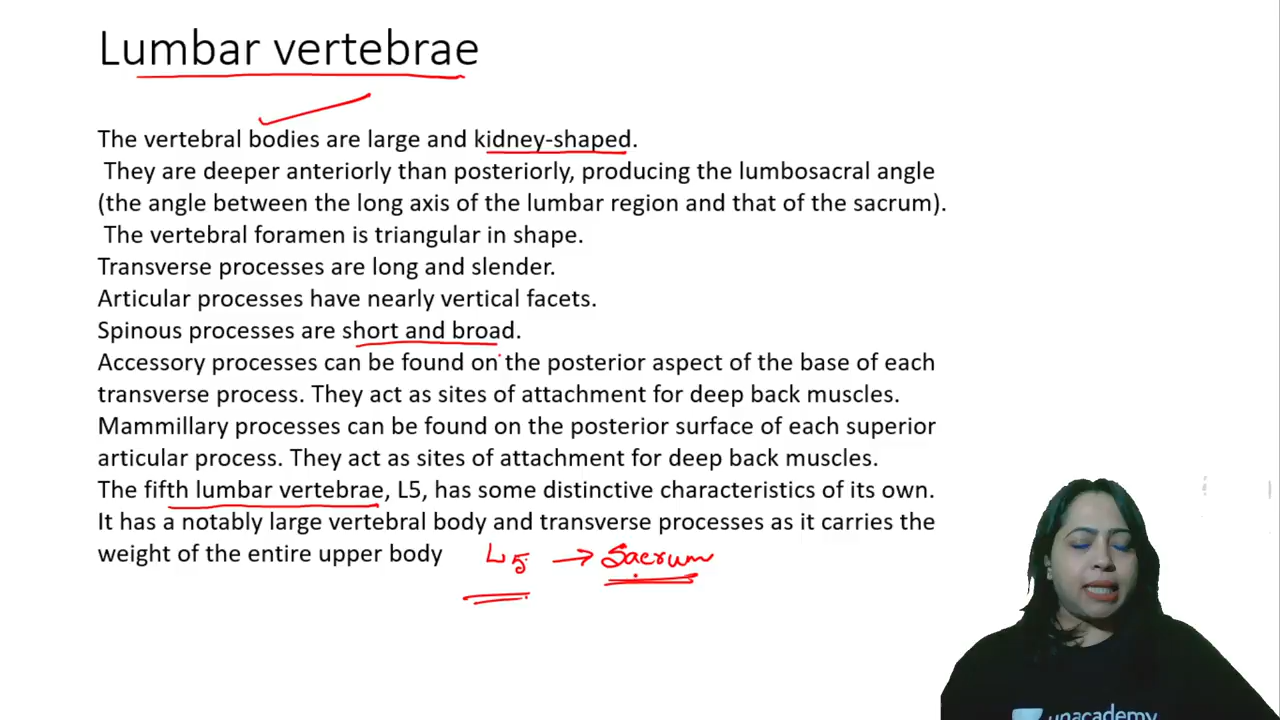 Lumbar vertebrae
The vertebral bodies are large and kidney-shaped.
They are deeper anteriorly than posteriorly, producing the lumbosacral angle
(the angle between the long axis of the lumbar region and that of the sacrum).
The vertebral foramen is triangular in shape.
Transverse processes are long and slender.
Articular processes have nearly vertical facets.
Spinous processes are short and broad.
Accessory processes can be found on the posterior aspect of the base of each
transverse process. They act as sites of attachment for deep back muscles.
Mammillary processes can be found on the posterior surface of each superior
articular process. They act as sites of attachment for deep back muscles.
The fifth lumbar vertebrae, L5, has some distinctive characteristics of its own.
It has a notably large vertebral body and transverse processes as it carries the
weight of the entire upper body L5 → Sacrum
unacademy